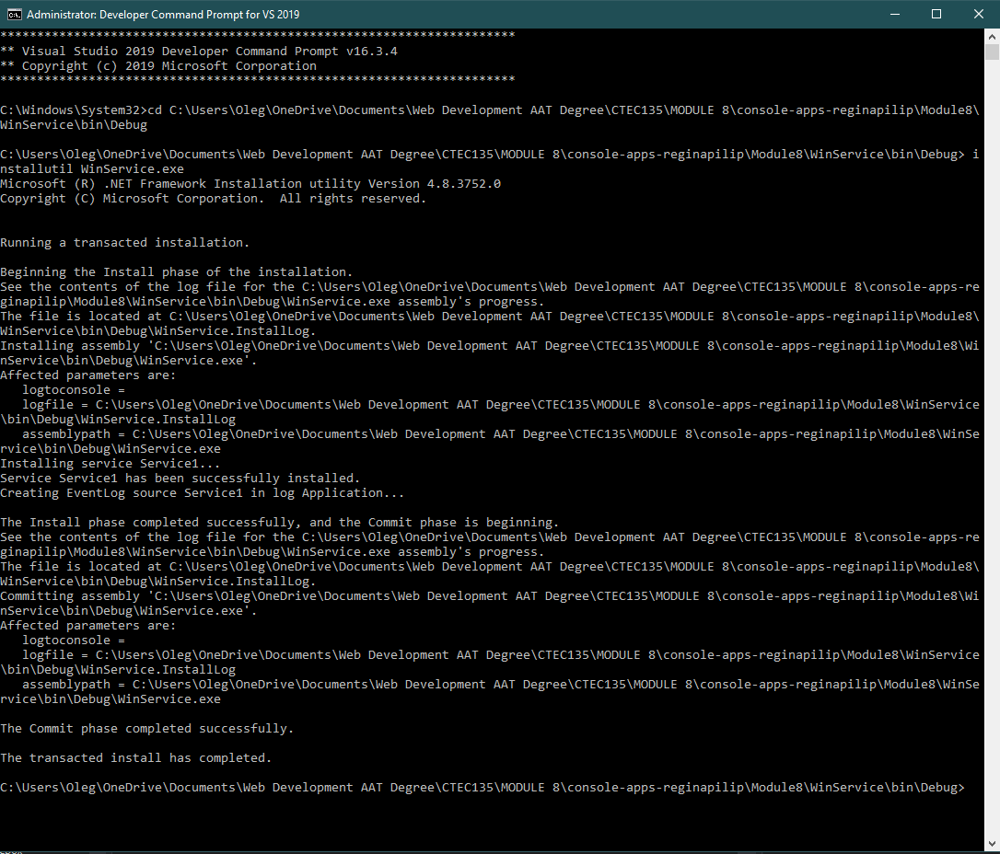 Administrator: Developer Command Prompt for VS 2019
**********************************************************************
** Visual Studio 2019 Developer Command Prompt v16.3.4
** Copyright (c) 2019 Microsoft Corporation
**********************************************************************
C:\Windows\System32>cd C:\Users\Oleg\OneDrive\Documents\Web Development AAT Degree\CTEC135\MODULE 8\console-apps-reginapilip\Module8\
WinService\bin\Debug
C:\Users\Oleg\OneDrive\Documents\Web Development AAT Degree\CTEC135\MODULE 8\console-apps-reginapilip\Module8\WinService\bin\Debug> i
nstallutil WinService.exe
Microsoft (R) .NET Framework Installation utility Version 4.8.3752.0
Copyright (C) Microsoft Corporation.  All rights reserved.
Running a transacted installation.
Beginning the Install phase of the installation.
See the contents of the log file for the C:\Users\Oleg\OneDrive\Documents\Web Development AAT Degree\CTEC135\MODULE 8\console-apps-re
ginapilip\Module8\WinService\bin\Debug\WinService.exe assembly's progress.
The file is located at C:\Users\Oleg\OneDrive\Documents\Web Development AAT Degree\CTEC135\MODULE 8\console-apps-reginapilip\Module8\
WinService\bin\Debug\WinService.InstallLog.
Installing assembly 'C:\Users\Oleg\OneDrive\Documents\Web Development AAT Degree\CTEC135\MODULE 8\console-apps-reginapilip\Module8\Wi
nService\bin\Debug\WinService.exe'.
Affected parameters are:
   logtoconsole =
   logfile = C:\Users\Oleg\OneDrive\Documents\Web Development AAT Degree\CTEC135\MODULE 8\console-apps-reginapilip\Module8\WinService
\bin\Debug\WinService.InstallLog
   assemblypath = C:\Users\Oleg\OneDrive\Documents\Web Development AAT Degree\CTEC135\MODULE 8\console-apps-reginapilip\Module8\WinSe
rvice\bin\Debug\WinService.exe
Installing service Service1...
Service Service1 has been successfully installed.
Creating EventLog source Service1 in log Application...
The Install phase completed successfully, and the Commit phase is beginning.
See the contents of the log file for the C:\Users\Oleg\OneDrive\Documents\Web Development AAT Degree\CTEC135\MODULE 8\console-apps-re
ginapilip\Module8\WinService\bin\Debug\WinService.exe assembly's progress.
The file is located at C:\Users\Oleg\OneDrive\Documents\Web Development AAT Degree\CTEC135\MODULE 8\console-apps-reginapilip\Module8\
WinService\bin\Debug\WinService.InstallLog.
Committing assembly 'C:\Users\Oleg\OneDrive\Documents\Web Development AAT Degree\CTEC135\MODULE 8\console-apps-reginapilip\Module8\Wi
nService\bin\Debug\WinService.exe'.
Affected parameters are:
   logtoconsole =
   logfile = C:\Users\Oleg\OneDrive\Documents\Web Development AAT Degree\CTEC135\MODULE 8\console-apps-reginapilip\Module8\WinService
\bin\Debug\WinService.InstallLog
   assemblypath = C:\Users\Oleg\OneDrive\Documents\Web Development AAT Degree\CTEC135\MODULE 8\console-apps-reginapilip\Module8\WinSe
rvice\bin\Debug\WinService.exe
The Commit phase completed successfully.
The transacted install has completed.
C:\Users\Oleg\OneDrive\Documents\Web Development AAT Degree\CTEC135\MODULE 8\console-apps-reginapilip\Module8\WinService\bin\Debug>